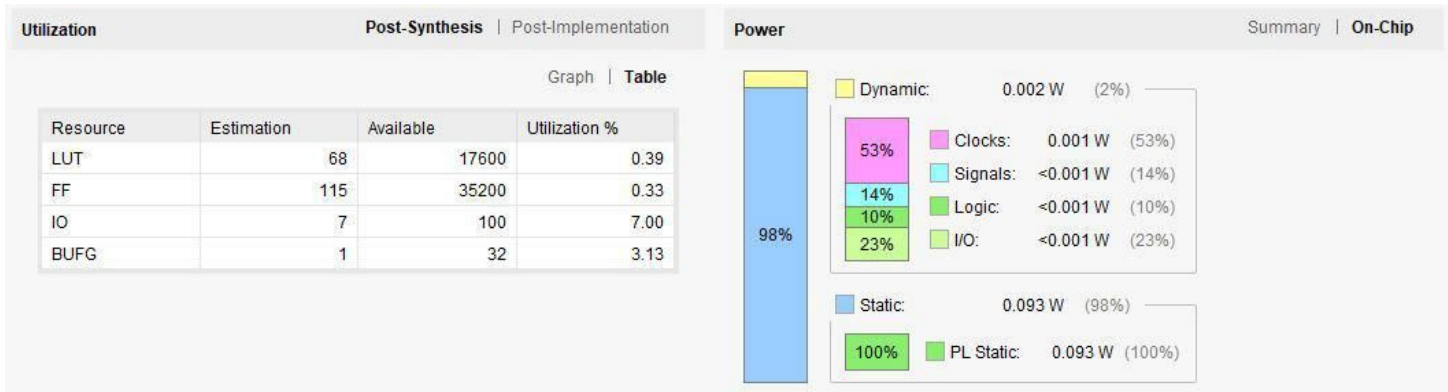 Utilization Post-Synthesis | Post-Implementation
Graph | Table
Resource Estimation Available Utilization %
LUT 68 17600 0.39
FF 115 35200 0.33
IO 7 100 7.00
BUFG 1 32 3.13
Power Summary | On-Chip
98%
Dynamic: 0.002 W (2%)
53% Clocks: 0.001 W (53%)
14% Signals: <0.001 W (14%)
10% Logic: <0.001 W (10%)
23% I/O: <0.001 W (23%)
Static: 0.093 W (98%)
100% PL Static: 0.093 W (100%)